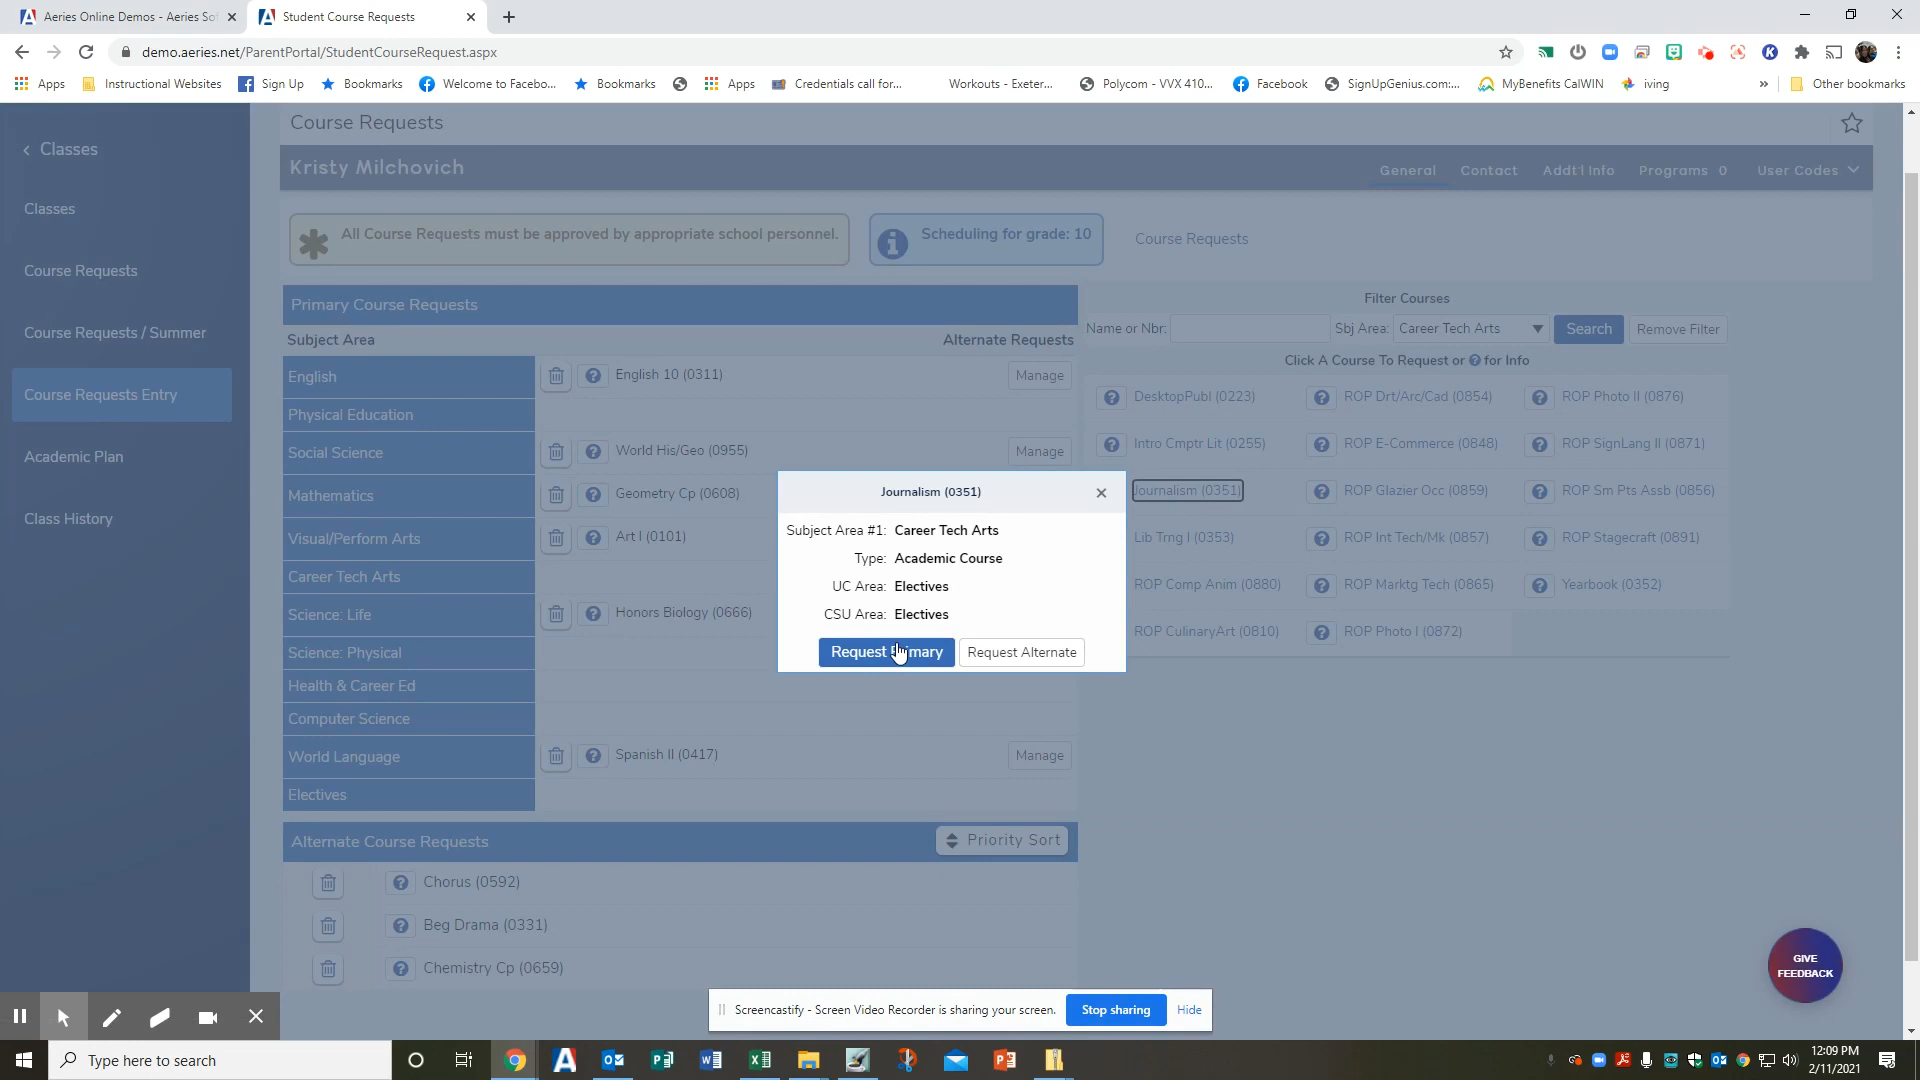 Aeries Online Demos - Aeries Sof
Student Course Requests
demo.aeries.net/ParentPortal/StudentCourseRequest.aspx
Apps
Instructional Websites
Sign Up
Bookmarks
Welcome to Facebo...
Bookmarks
Apps
Credentials call for...
Workouts - Exeter...
Polycom - VVX 410...
Facebook
SignUpGenius.com:...
MyBenefits CalWIN
iving
»
Other bookmarks
Course Requests
‹ Classes
Classes
Course Requests
Course Requests / Summer
Course Requests Entry
Academic Plan
Class History
Kristy Milchovich
General
Contact
Addt'l Info
Programs 0
User Codes
All Course Requests must be approved by appropriate school personnel.
Scheduling for grade: 10
Course Requests
Primary Course Requests
Subject Area
Alternate Requests
English
English 10 (0311)
Manage
Physical Education
Social Science
World His/Geo (0955)
Manage
Mathematics
Geometry Cp (0608)
Visual/Perform Arts
Art I (0101)
Career Tech Arts
Science: Life
Honors Biology (0666)
Science: Physical
Health & Career Ed
Computer Science
World Language
Spanish II (0417)
Manage
Electives
Alternate Course Requests
Priority Sort
Chorus (0592)
Beg Drama (0331)
Chemistry Cp (0659)
Filter Courses
Name or Nbr:
Sbj Area: Career Tech Arts
Search
Remove Filter
Click A Course To Request or ? for Info
DesktopPubl (0223)
ROP Drt/Arc/Cad (0854)
ROP Photo II (0876)
Intro Cmptr Lit (0255)
ROP E-Commerce (0848)
ROP SignLang II (0871)
Journalism (0351)
ROP Glazier Occ (0859)
ROP Sm Pts Assb (0856)
Lib Trng I (0353)
ROP Int Tech/Mk (0857)
ROP Stagecraft (0891)
ROP Comp Anim (0880)
ROP Marktg Tech (0865)
Yearbook (0352)
ROP CulinaryArt (0810)
ROP Photo I (0872)
Journalism (0351)
Subject Area #1: Career Tech Arts
Type: Academic Course
UC Area: Electives
CSU Area: Electives
Request Primary
Request Alternate
GIVE
FEEDBACK
Screencastify - Screen Video Recorder is sharing your screen.
Stop sharing
Hide
Type here to search
12:09 PM
2/11/2021